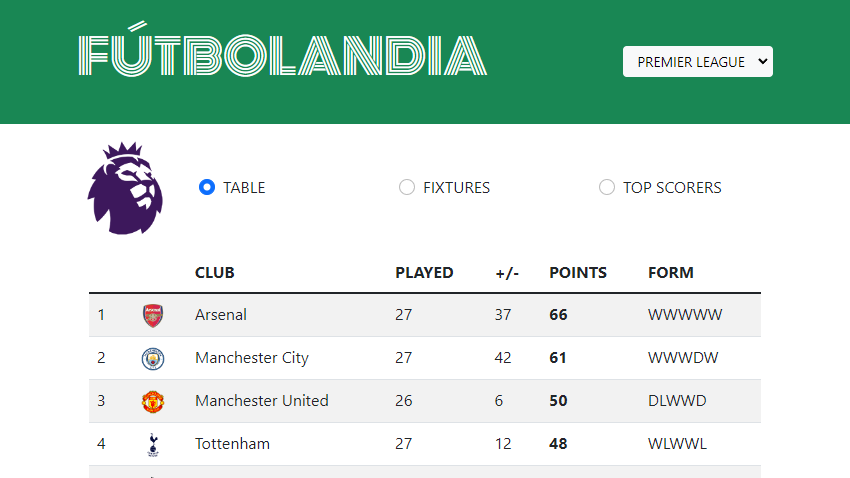 FÚTBOLANDIA
PREMIER LEAGUE
TABLE FIXTURES TOP SCORERS
CLUB PLAYED +/- POINTS FORM
1 Arsenal 27 37 66 WWWWW
2 Manchester City 27 42 61 WWWDW
3 Manchester United 26 6 50 DLWWD
4 Tottenham 27 12 48 WLWWL